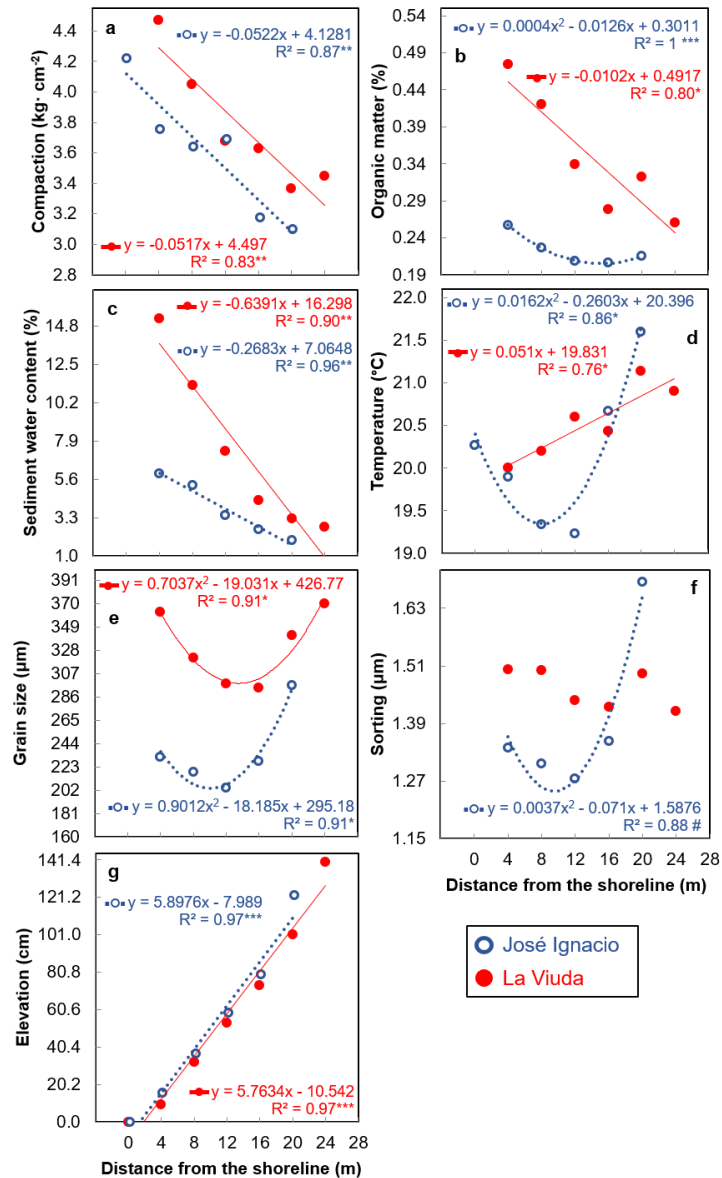 a
4.4
4.2
4.0
3.8
3.6
3.4
3.2
3.0
2.8
Compaction (kg· cm⁻²)
y = -0.0522x + 4.1281
R² = 0.87**
y = -0.0517x + 4.497
R² = 0.83**
b
0.54
0.49
0.44
0.39
0.34
0.29
0.24
0.19
Organic matter (%)
y = 0.0004x² - 0.0126x + 0.3011
R² = 1 ***
y = -0.0102x + 0.4917
R² = 0.80*
c
14.8
12.5
10.2
7.9
5.6
3.3
1.0
Sediment water content (%)
y = -0.6391x + 16.298
R² = 0.90**
y = -0.2683x + 7.0648
R² = 0.96**
d
22.0
21.5
21.0
20.5
20.0
19.5
19.0
Temperature (°C)
y = 0.0162x² - 0.2603x + 20.396
R² = 0.86*
y = 0.051x + 19.831
R² = 0.76*
e
391
370
349
328
307
286
265
244
223
202
181
160
Grain size (µm)
y = 0.7037x² - 19.031x + 426.77
R² = 0.91*
y = 0.9012x² - 18.185x + 295.18
R² = 0.91*
f
1.63
1.51
1.39
1.27
1.15
Sorting (µm)
y = 0.0037x² - 0.071x + 1.5876
R² = 0.88 #
0 4 8 12 16 20 24 28
Distance from the shoreline (m)
g
141.4
121.2
101.0
80.8
60.6
40.4
20.2
0.0
Elevation (cm)
y = 5.8976x - 7.989
R² = 0.97***
y = 5.7634x - 10.542
R² = 0.97***
0 4 8 12 16 20 24 28
Distance from the shoreline (m)
José Ignacio
La Viuda